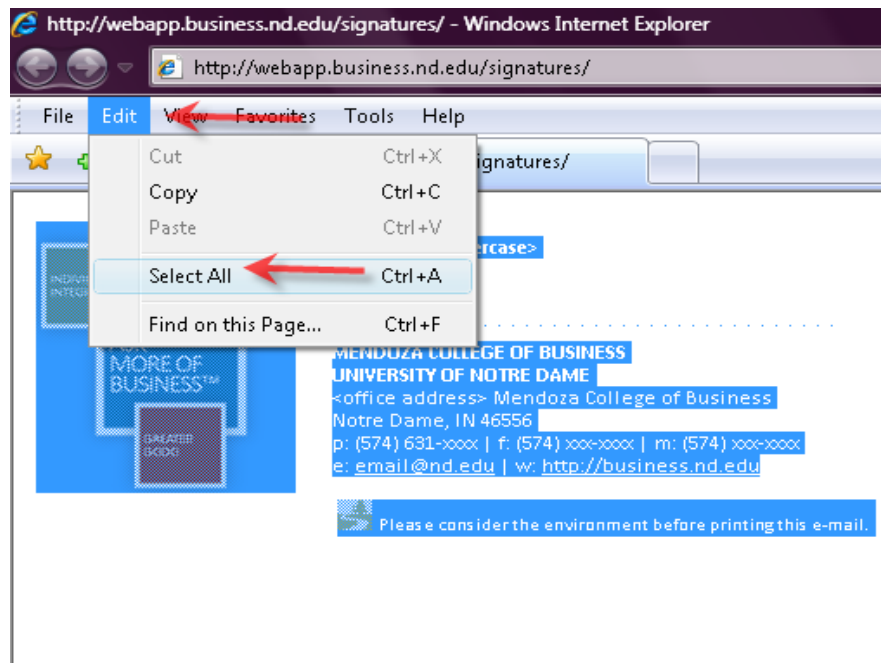 http://webapp.business.nd.edu/signatures/ - Windows Internet Explorer
http://webapp.business.nd.edu/signatures/
File Edit View Favorites Tools Help
ignatures/
Cut Ctrl+X
Copy Ctrl+C
Paste Ctrl+V
Select All Ctrl+A
Find on this Page... Ctrl+F
rcase>
MORE OF
BUSINESS™
GREATER
GOOD
MENDOZA COLLEGE OF BUSINESS
UNIVERSITY OF NOTRE DAME
<office address> Mendoza College of Business
Notre Dame, IN 46556
p: (574) 631-xxxx | f: (574) xxx-xxxx | m: (574) xxx-xxxx
e: email@nd.edu | w: http://business.nd.edu
Please consider the environment before printing this e-mail.